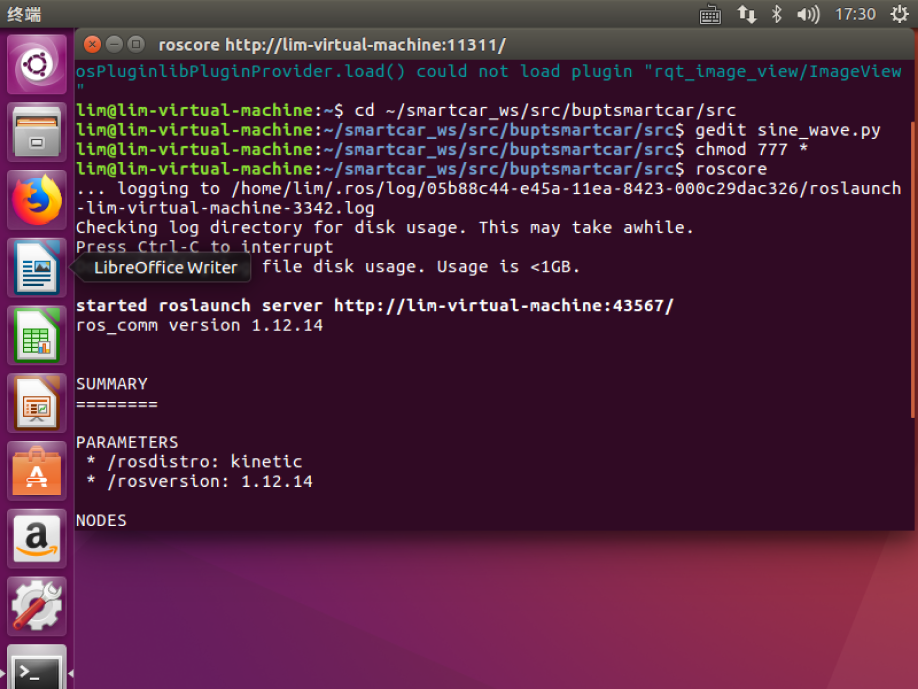 终端
17:30
roscore http://lim-virtual-machine:11311/
osPluginlibPluginProvider.load() could not load plugin "rqt_image_view/ImageView
"
lim@lim-virtual-machine:~$ cd ~/smartcar_ws/src/buptsmartcar/src
lim@lim-virtual-machine:~/smartcar_ws/src/buptsmartcar/src$ gedit sine_wave.py
lim@lim-virtual-machine:~/smartcar_ws/src/buptsmartcar/src$ chmod 777 *
lim@lim-virtual-machine:~/smartcar_ws/src/buptsmartcar/src$ roscore
... logging to /home/lim/.ros/log/05b88c44-e45a-11ea-8423-000c29dac326/roslaunch
-lim-virtual-machine-3342.log
Checking log directory for disk usage. This may take awhile.
Press Ctrl-C to interrupt
LibreOffice Writer
file disk usage. Usage is <1GB.
started roslaunch server http://lim-virtual-machine:43567/
ros_comm version 1.12.14
SUMMARY
========
PARAMETERS
* /rosdistro: kinetic
* /rosversion: 1.12.14
NODES